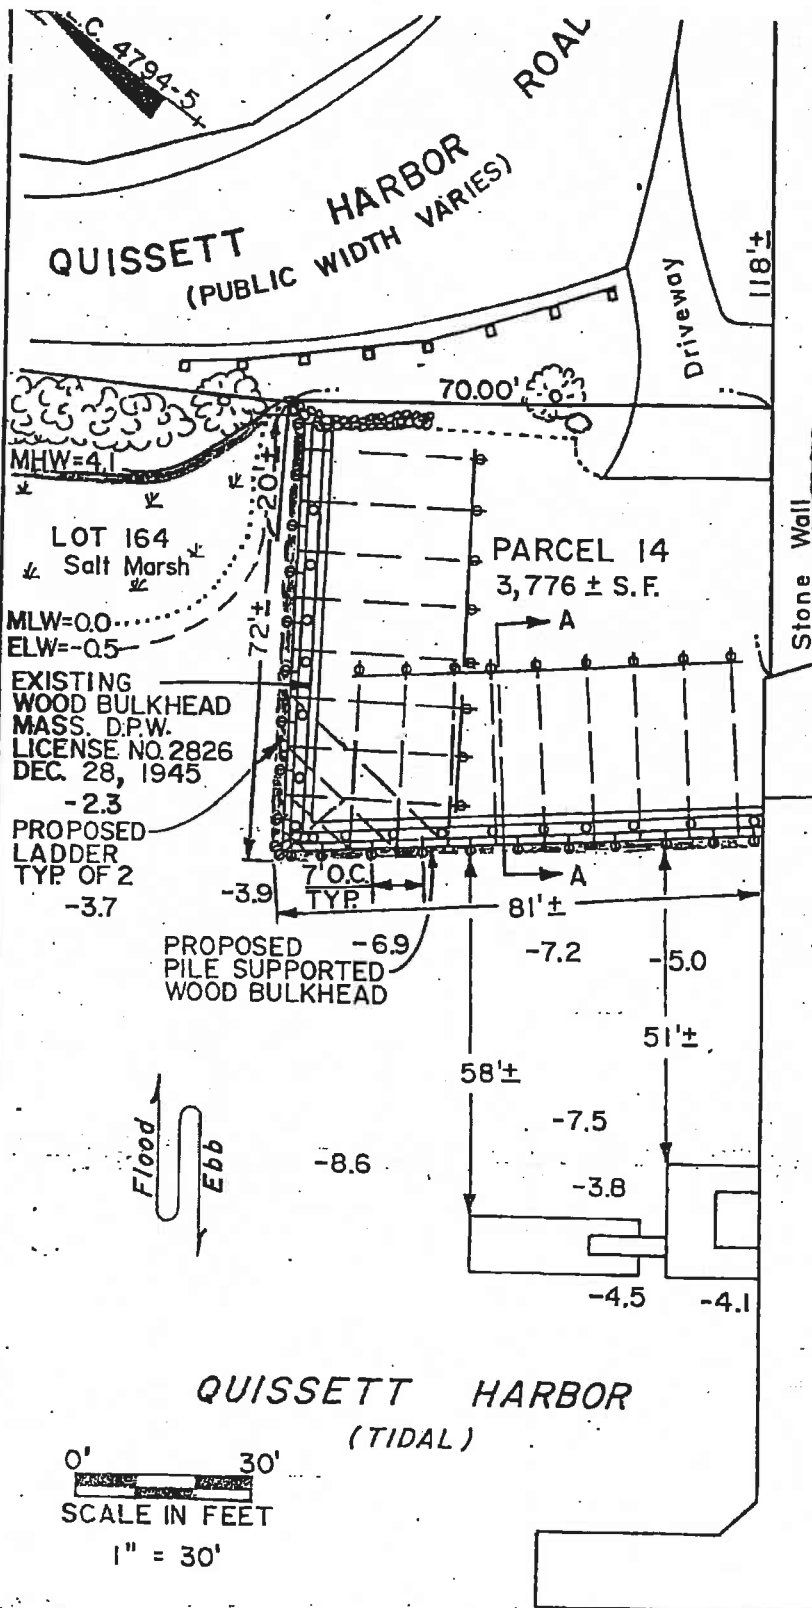 L.C. 4794-5
QUISSETT HARBOR ROAD
(PUBLIC WIDTH VARIES)
Driveway
118'±
70.00'
MHW=4.1
20'±
LOT 164
Salt Marsh
PARCEL 14
3,776 ± S.F.
Stone Wall
A
MLW=0.0
ELW=-0.5
72'±
EXISTING
WOOD BULKHEAD
MASS. D.P.W.
LICENSE NO. 2826
DEC. 28, 1945
-2.3
PROPOSED
LADDER
TYP. OF 2
-3.7
-3.9
7' O.C.
TYP.
A
81'±
PROPOSED
PILE SUPPORTED
WOOD BULKHEAD
-6.9
-7.2
-5.0
51'±
58'±
-7.5
Flood
Ebb
-8.6
-3.8
-4.5
-4.1
QUISSETT HARBOR
(TIDAL)
0' 30'
SCALE IN FEET
1" = 30'